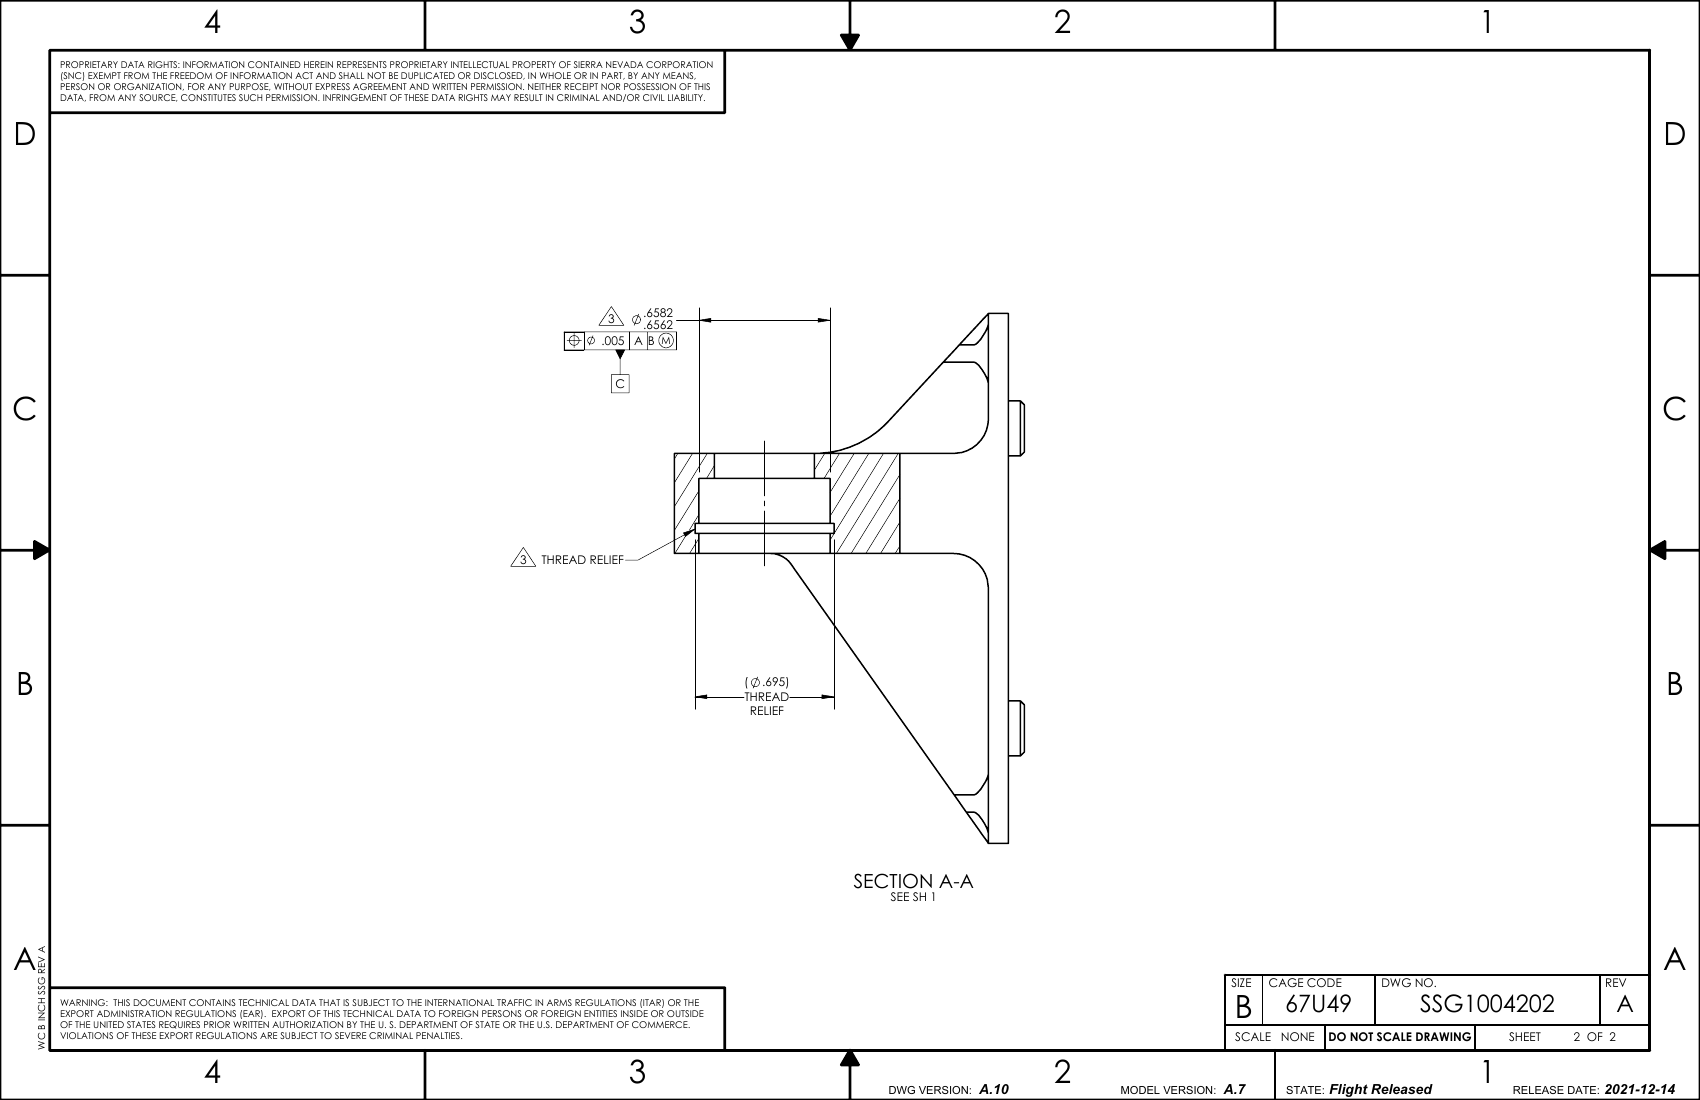 4 3 2 1
PROPRIETARY DATA RIGHTS: INFORMATION CONTAINED HEREIN REPRESENTS PROPRIETARY INTELLECTUAL PROPERTY OF SIERRA NEVADA CORPORATION
(SNC) EXEMPT FROM THE FREEDOM OF INFORMATION ACT AND SHALL NOT BE DUPLICATED OR DISCLOSED, IN WHOLE OR IN PART, BY ANY MEANS,
PERSON OR ORGANIZATION, FOR ANY PURPOSE, WITHOUT EXPRESS AGREEMENT AND WRITTEN PERMISSION. NEITHER RECEIPT NOR POSSESSION OF THIS
DATA, FROM ANY SOURCE, CONSTITUTES SUCH PERMISSION. INFRINGEMENT OF THESE DATA RIGHTS MAY RESULT IN CRIMINAL AND/OR CIVIL LIABILITY.
D D
3 ⌀ .6582
.6562
⌖ ⌀ .005 A B Ⓜ
C
C C
3 THREAD RELIEF
B B
(⌀.695)
THREAD
RELIEF
SECTION A-A
SEE SH 1
A A
WC B INCH SSG REV A
WARNING: THIS DOCUMENT CONTAINS TECHNICAL DATA THAT IS SUBJECT TO THE INTERNATIONAL TRAFFIC IN ARMS REGULATIONS (ITAR) OR THE
EXPORT ADMINISTRATION REGULATIONS (EAR). EXPORT OF THIS TECHNICAL DATA TO FOREIGN PERSONS OR FOREIGN ENTITIES INSIDE OR OUTSIDE
OF THE UNITED STATES REQUIRES PRIOR WRITTEN AUTHORIZATION BY THE U. S. DEPARTMENT OF STATE OR THE U.S. DEPARTMENT OF COMMERCE.
VIOLATIONS OF THESE EXPORT REGULATIONS ARE SUBJECT TO SEVERE CRIMINAL PENALTIES.
SIZE CAGE CODE DWG NO. REV
B 67U49 SSG1004202 A
SCALE NONE DO NOT SCALE DRAWING SHEET 2 OF 2
4 3 2 1
DWG VERSION: A.10 MODEL VERSION: A.7 STATE: Flight Released RELEASE DATE: 2021-12-14